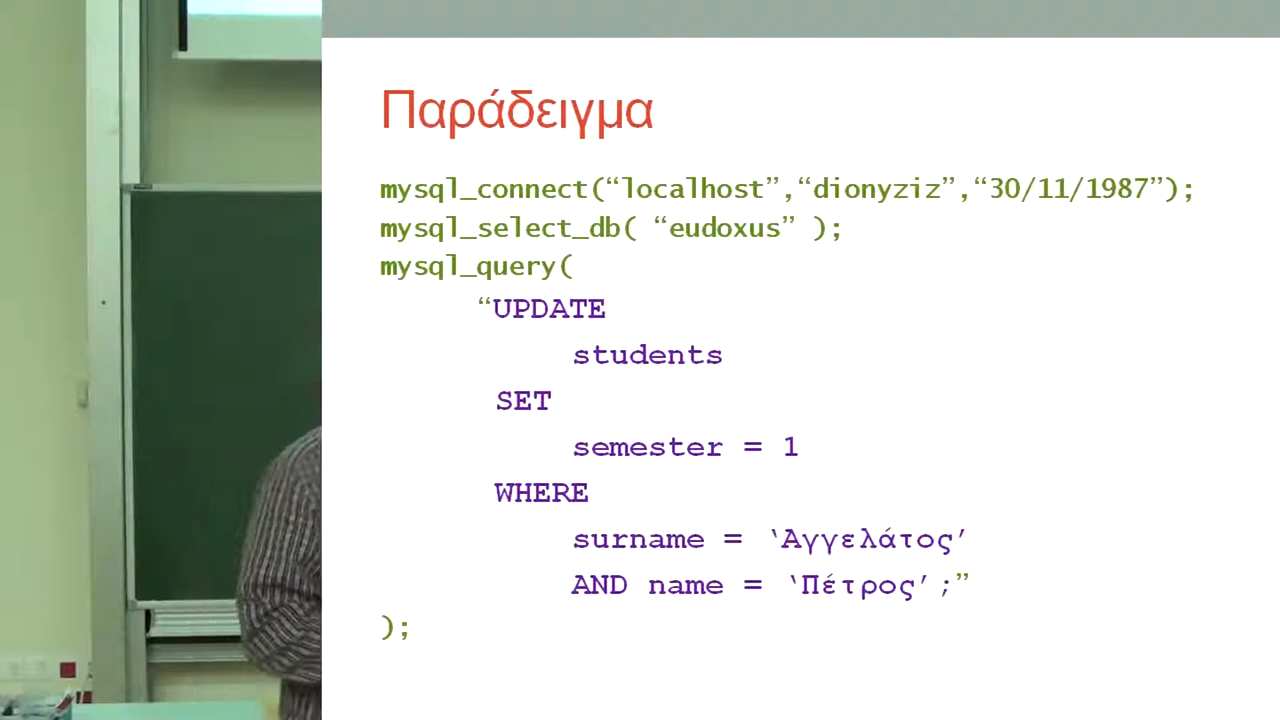 Παράδειγμα
mysql_connect(“localhost”,“dionyziz”,“30/11/1987”);
mysql_select_db( “eudoxus” );
mysql_query(
“UPDATE
students
SET
semester = 1
WHERE
surname = ‘Αγγελάτος’
AND name = ‘Πέτρος’;”
);